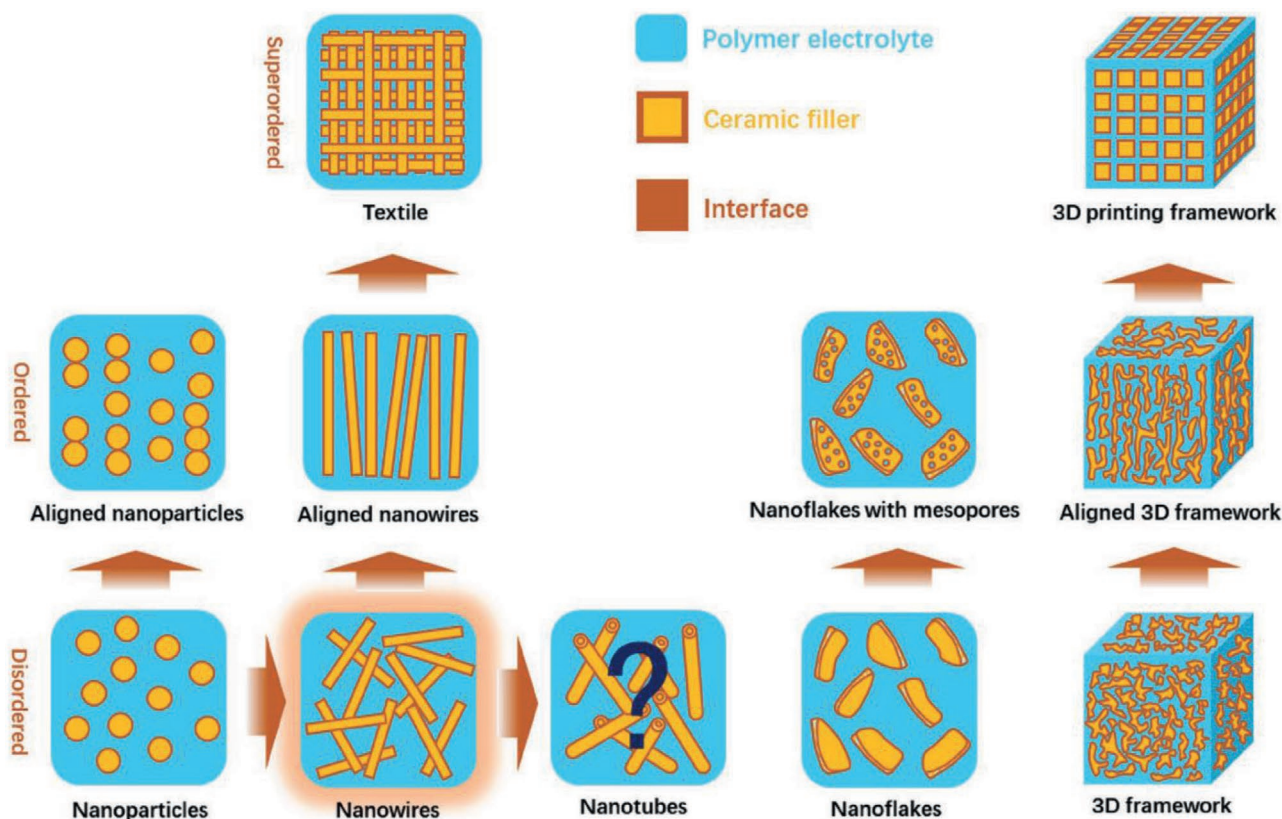 Superordered
Polymer electrolyte
Ceramic filler
Interface
Textile
3D printing framework
Ordered
Aligned nanoparticles
Aligned nanowires
Nanoflakes with mesopores
Aligned 3D framework
Disordered
?
Nanoparticles
Nanowires
Nanotubes
Nanoflakes
3D framework